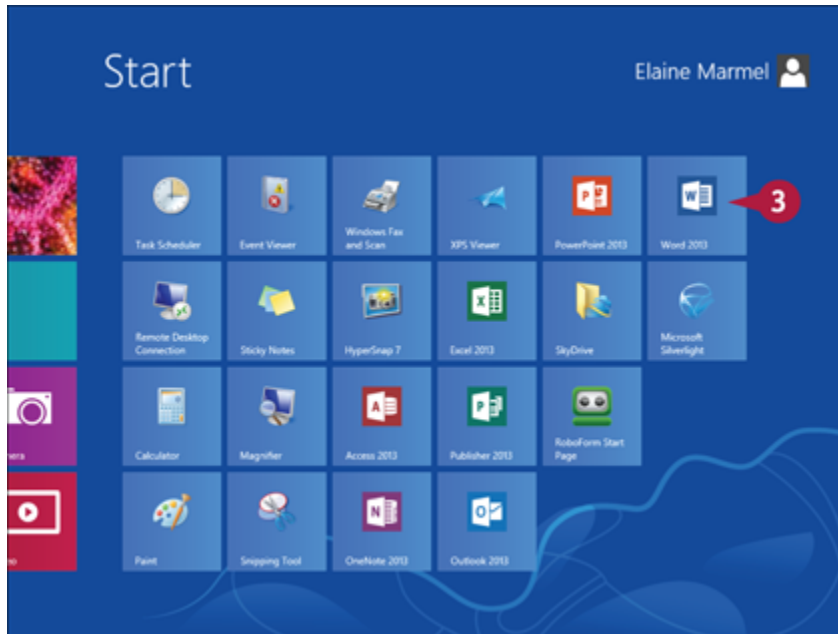 Start
Elaine Marmel
Task Scheduler
Event Viewer
Windows Fax
and Scan
XPS Viewer
PowerPoint 2013
Word 2013
3
Remote Desktop
Connection
Sticky Notes
HyperSnap 7
Excel 2013
SkyDrive
Microsoft
Silverlight
Calculator
Magnifier
Access 2013
Publisher 2013
RoboForm Start
Page
Paint
Snipping Tool
OneNote 2013
Outlook 2013